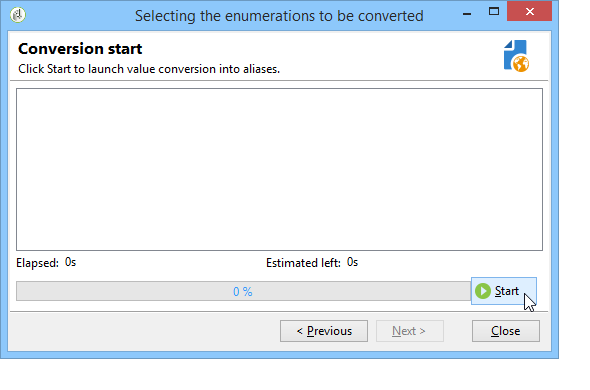 Selecting the enumerations to be converted
Conversion start
Click Start to launch value conversion into aliases.
Elapsed: 0s Estimated left: 0s
0 %
Start
< Previous Next > Close